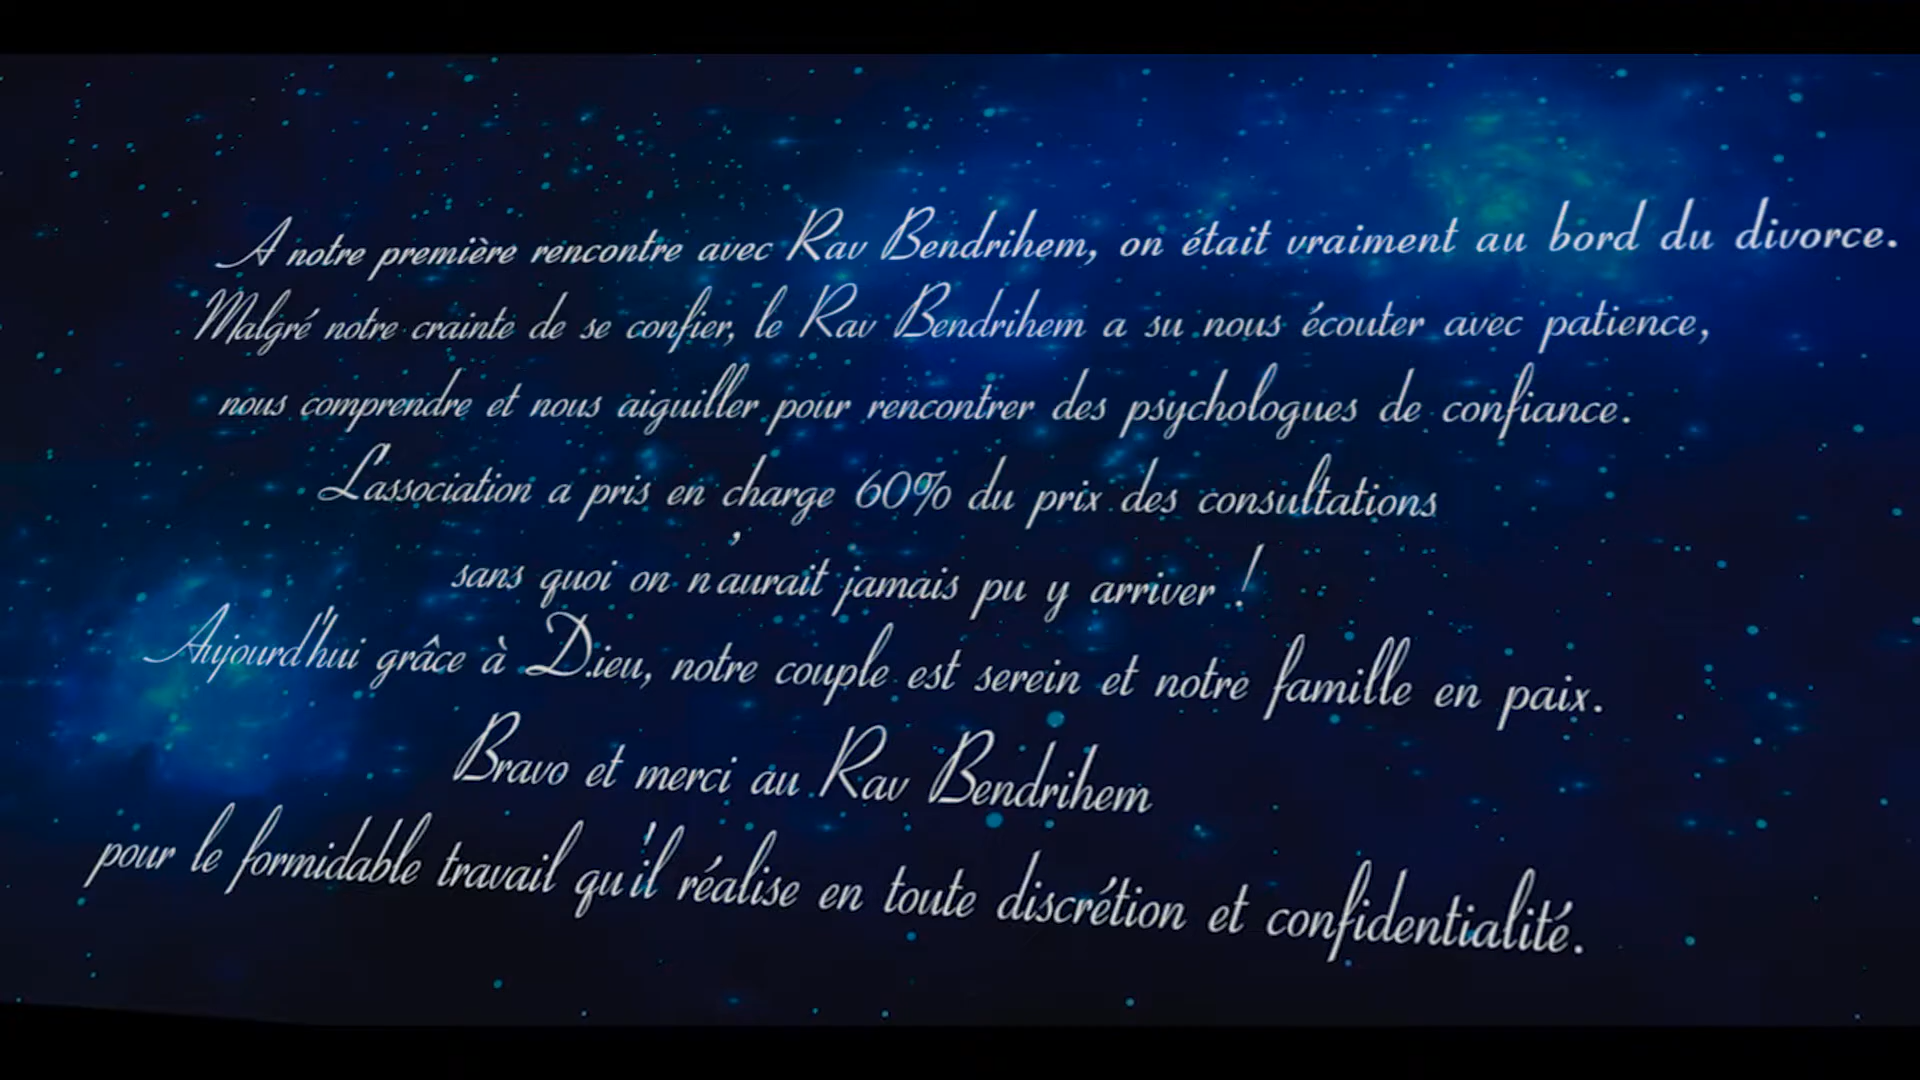 A notre première rencontre avec Rav Bendrihem, on était vraiment au bord du divorce.
Malgré notre crainte de se confier, le Rav Bendrihem a su nous écouter avec patience,
nous comprendre et nous aiguiller pour rencontrer des psychologues de confiance.
L'association a pris en charge 60% du prix des consultations
sans quoi on n'aurait jamais pu y arriver !
Aujourd'hui grâce à D.ieu, notre couple est serein et notre famille en paix.
Bravo et merci au Rav Bendrihem
pour le formidable travail qu'il réalise en toute discrétion et confidentialité.